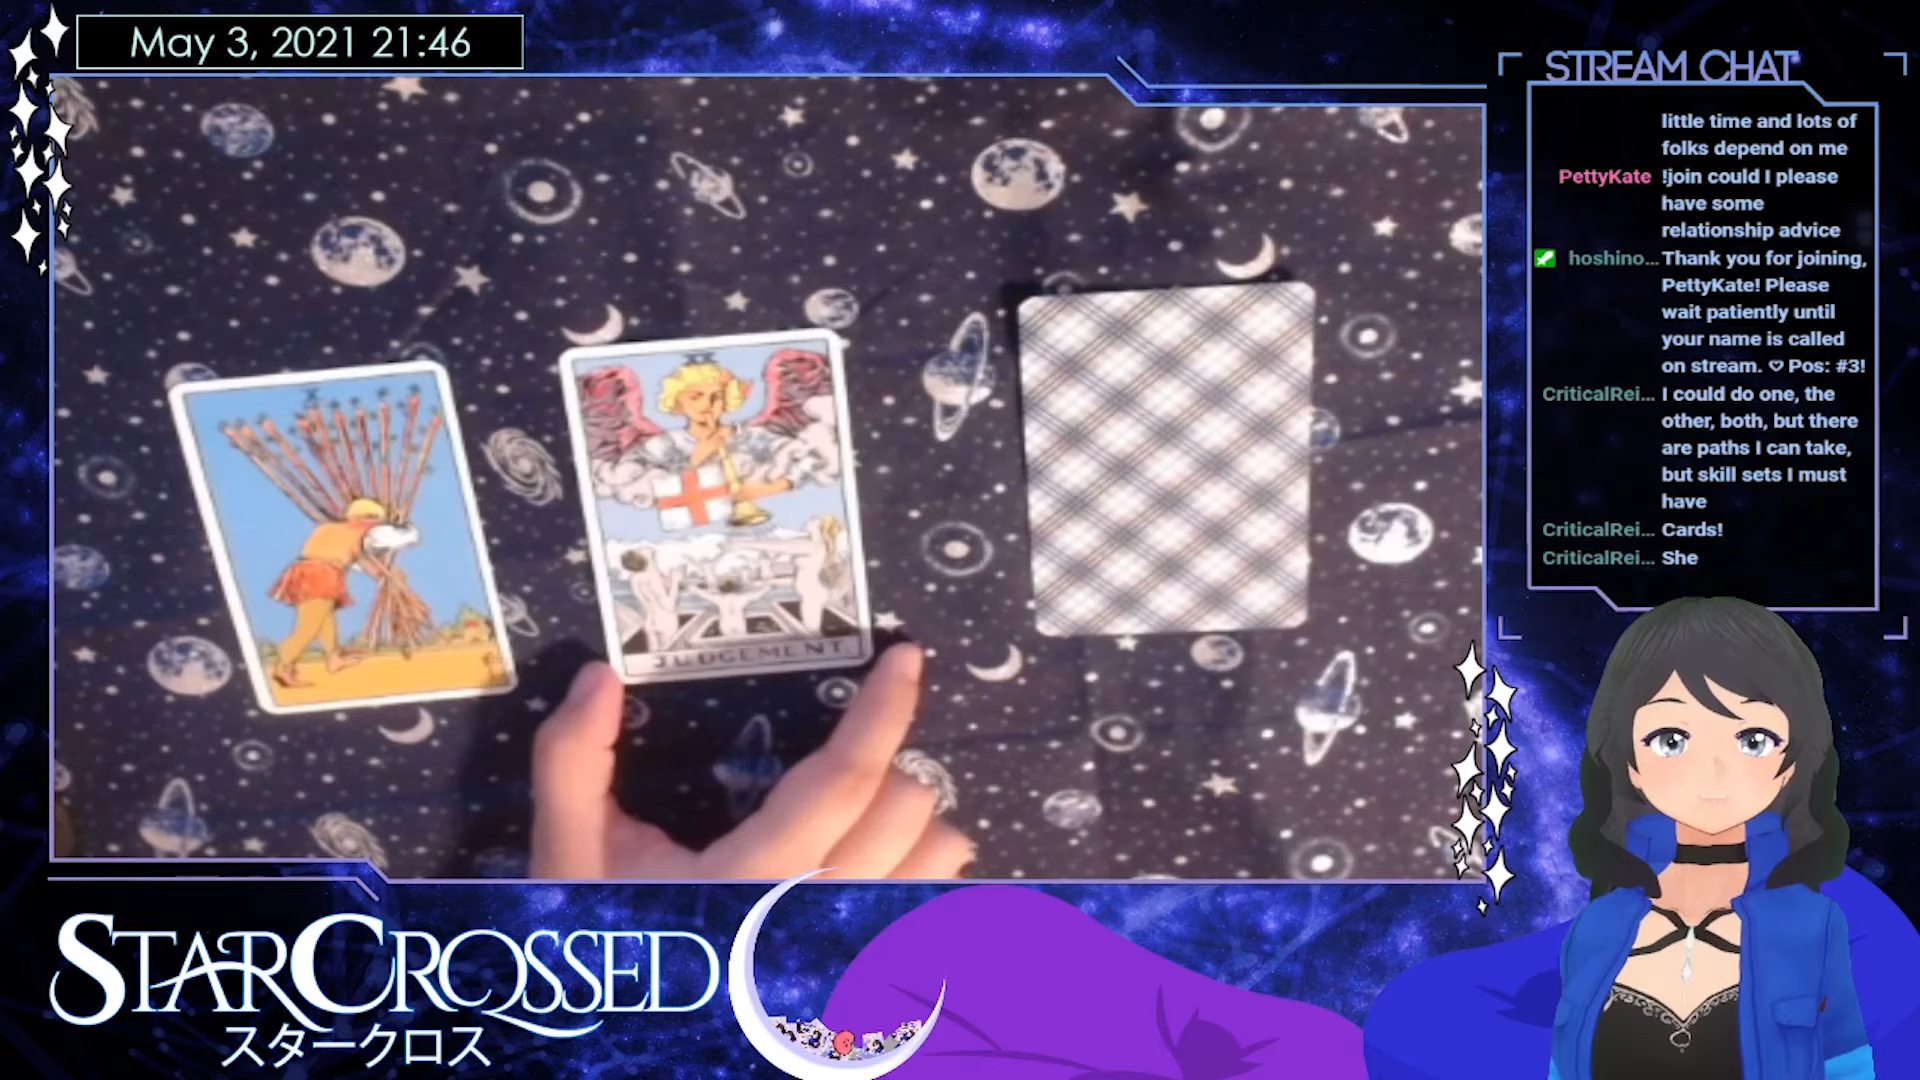 May 3, 2021 21:46
STREAM CHAT
little time and lots of
folks depend on me
PettyKate !join could I please
have some
relationship advice
hoshino... Thank you for joining,
PettyKate! Please
wait patiently until
your name is called
on stream. ♡ Pos: #3!
CriticalRei... I could do one, the
other, both, but there
are paths I can take,
but skill sets I must
have
CriticalRei... Cards!
CriticalRei... She
X
XX
JUDGEMENT.
STARCROSSED
スタークロス